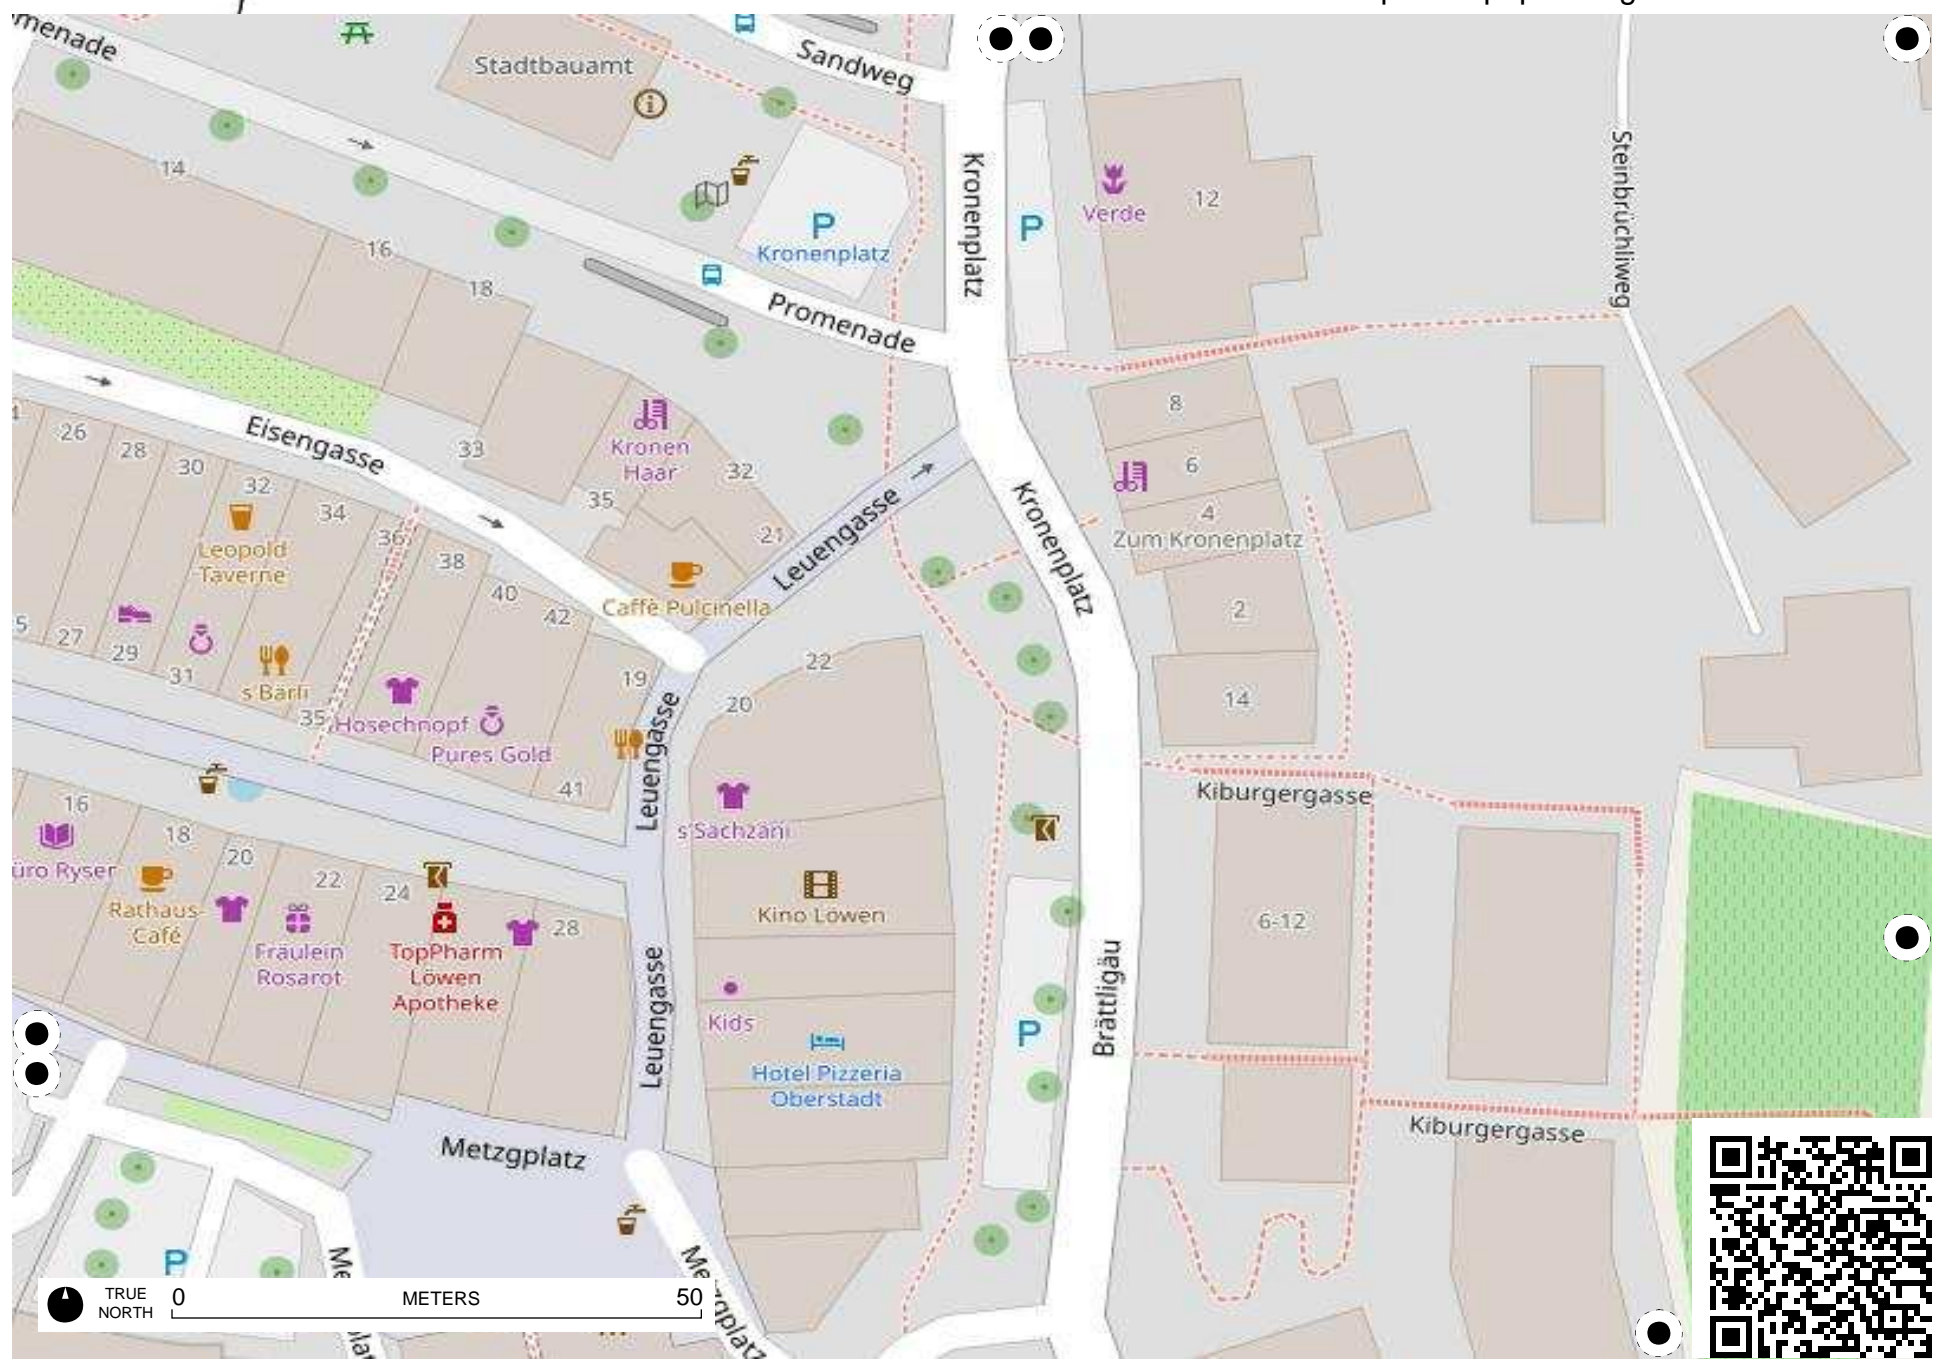 menade
Sandweg
Stadtbauamt
Kronenplatz
Steinbrüchliweg
14
Verde
12
P
P
Kronenplatz
16
18
Promenade
Eisengasse
8
26
28
30
32
34
36
33
Kronen
Haar
32
6
35
21
Leuengasse
Kronenplatz
4
Zum Kronenplatz
Leopold
Taverne
38
40
42
Caffè Pulcinella
2
5
27
29
31
s'Bärli
35
19
22
20
14
Hosechnopf
Pures Gold
Leuengasse
41
Kiburgergasse
16
18
20
22
24
28
s'Sachzäni
üro Ryser
Rathaus-
Café
Fräulein
Rosarot
TopPharm
Löwen
Apotheke
Kino Löwen
6-12
Leuengasse
Brättligäu
Kids
P
Hotel Pizzeria
Oberstadt
Metzgplatz
Kiburgergasse
P
Metzgplatz
TRUE
NORTH
0
METERS
50